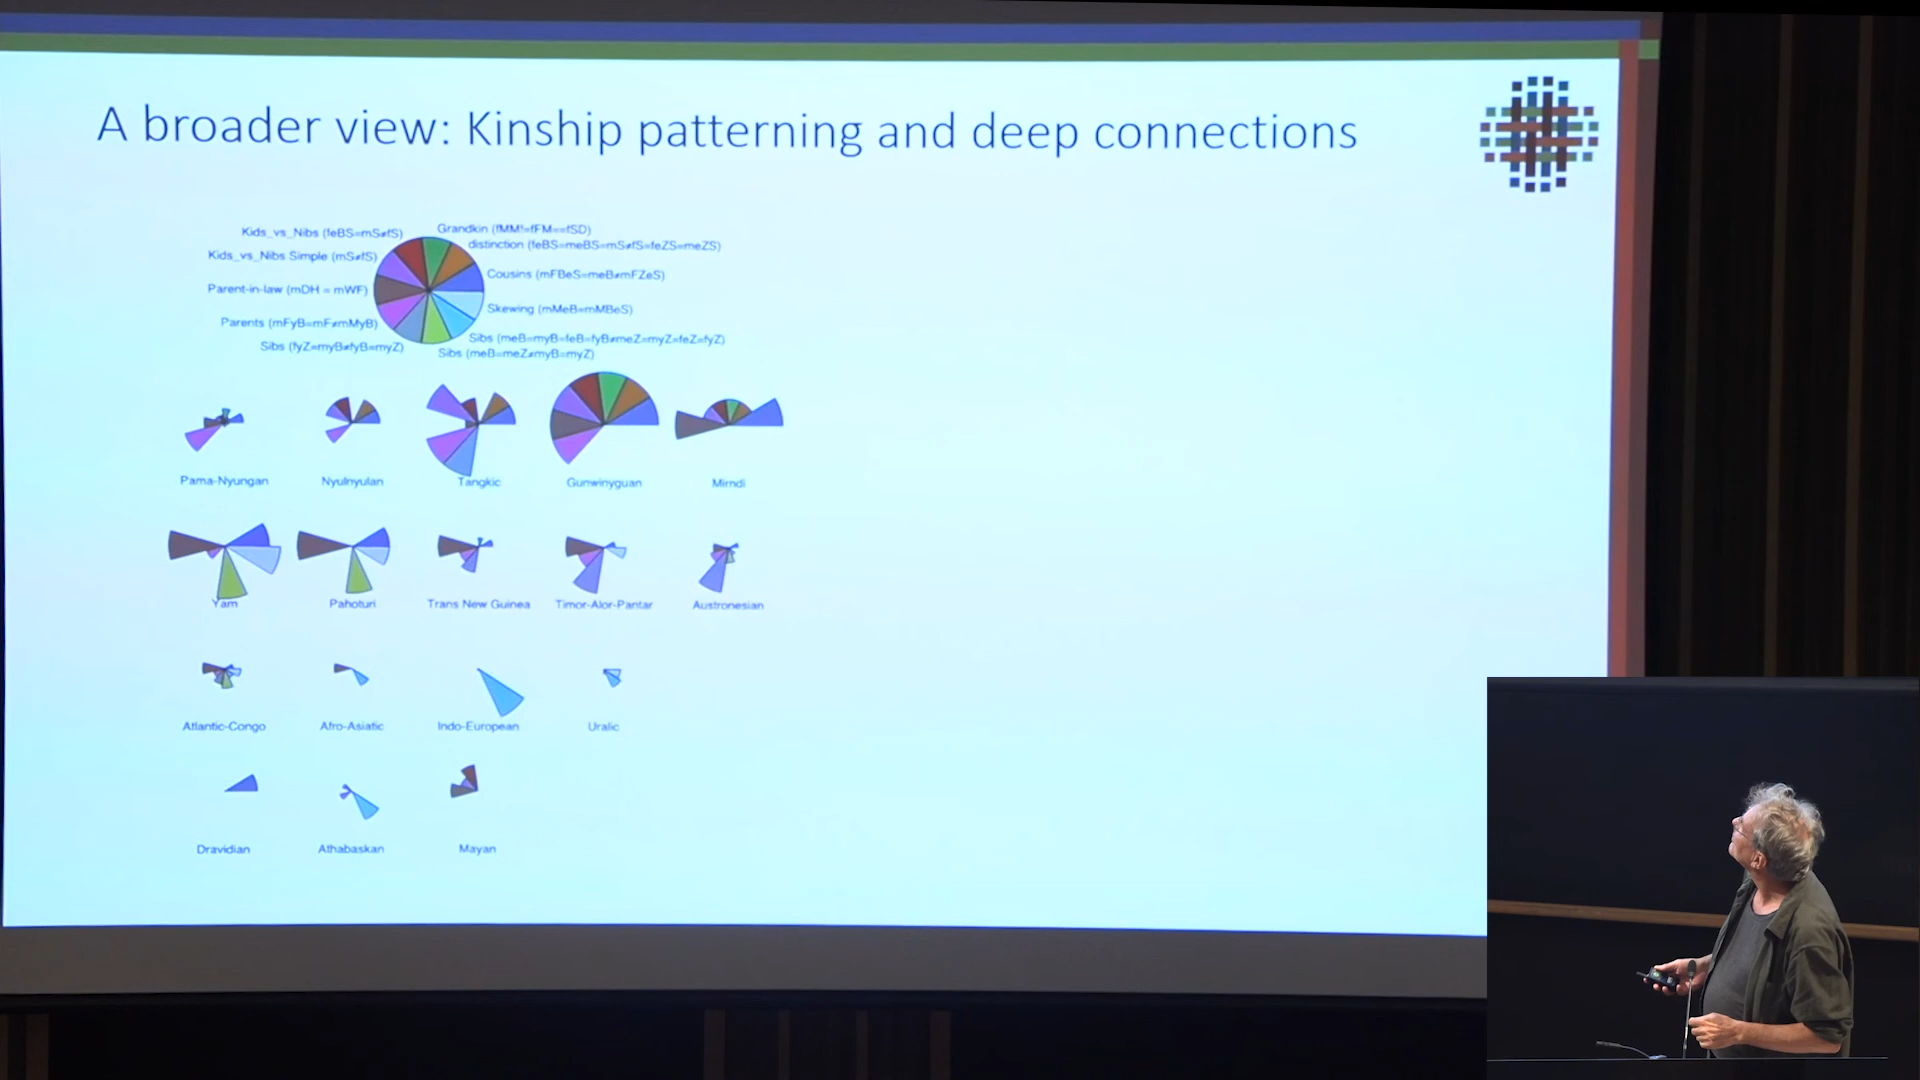 A broader view: Kinship patterning and deep connections
Kids_vs_Nibs (feBS=mS≠fS)
Grandkin (fMM!=fFM==fSD)
distinction (feBS=meBS=mS≠fS=feZS=meZS)
Kids_vs_Nibs Simple (mS≠fS)
Cousins (mFBeS=meB≠mFZeS)
Parent-in-law (mDH = mWF)
Skewing (mMeB=mMBeS)
Parents (mFyB=mF≠mMyB)
Sibs (meB=myB=feB=fyB≠meZ=myZ=feZ=fyZ)
Sibs (fyZ=myB≠fyB=myZ)
Sibs (meB=meZ≠myB=myZ)
Pama-Nyungan
Nyulnyulan
Tangkic
Gunwinyguan
Mirndi
Yam
Pahoturi
Trans New Guinea
Timor-Alor-Pantar
Austronesian
Atlantic-Congo
Afro-Asiatic
Indo-European
Uralic
Dravidian
Athabaskan
Mayan